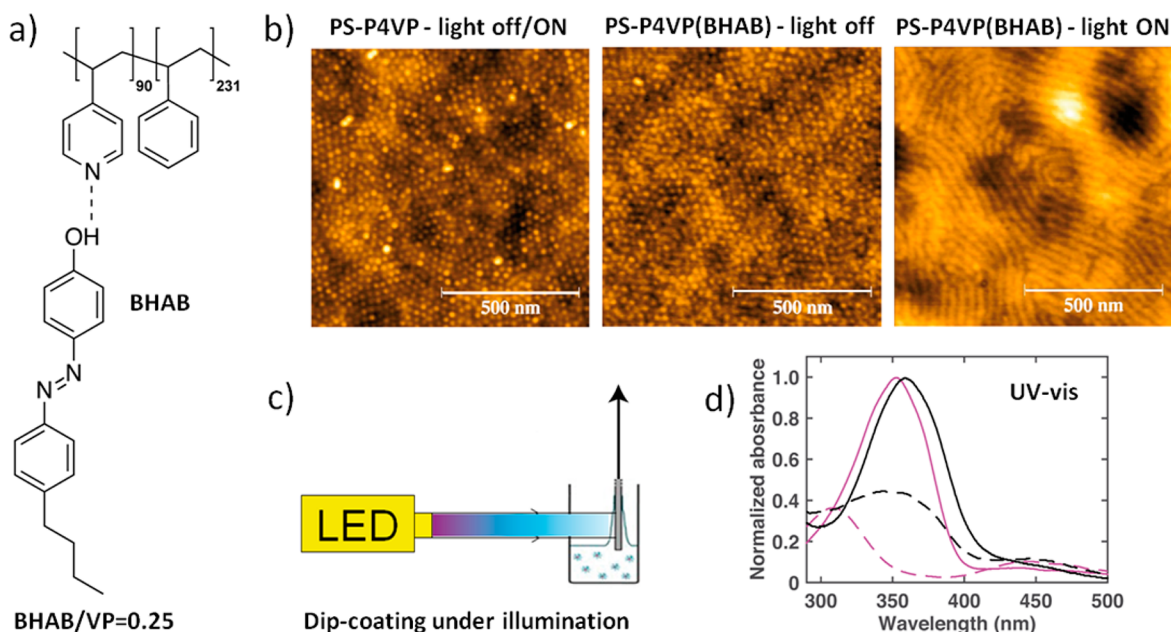 a)
90
231
N
OH
BHAB
N
N
BHAB/VP=0.25
b)
PS-P4VP - light off/ON
PS-P4VP(BHAB) - light off
PS-P4VP(BHAB) - light ON
500 nm
500 nm
500 nm
c)
LED
Dip-coating under illumination
d)
UV-vis
Normalized abosrbance
1.0
0.8
0.6
0.4
0.2
0
300
350
400
450
500
Wavelength (nm)